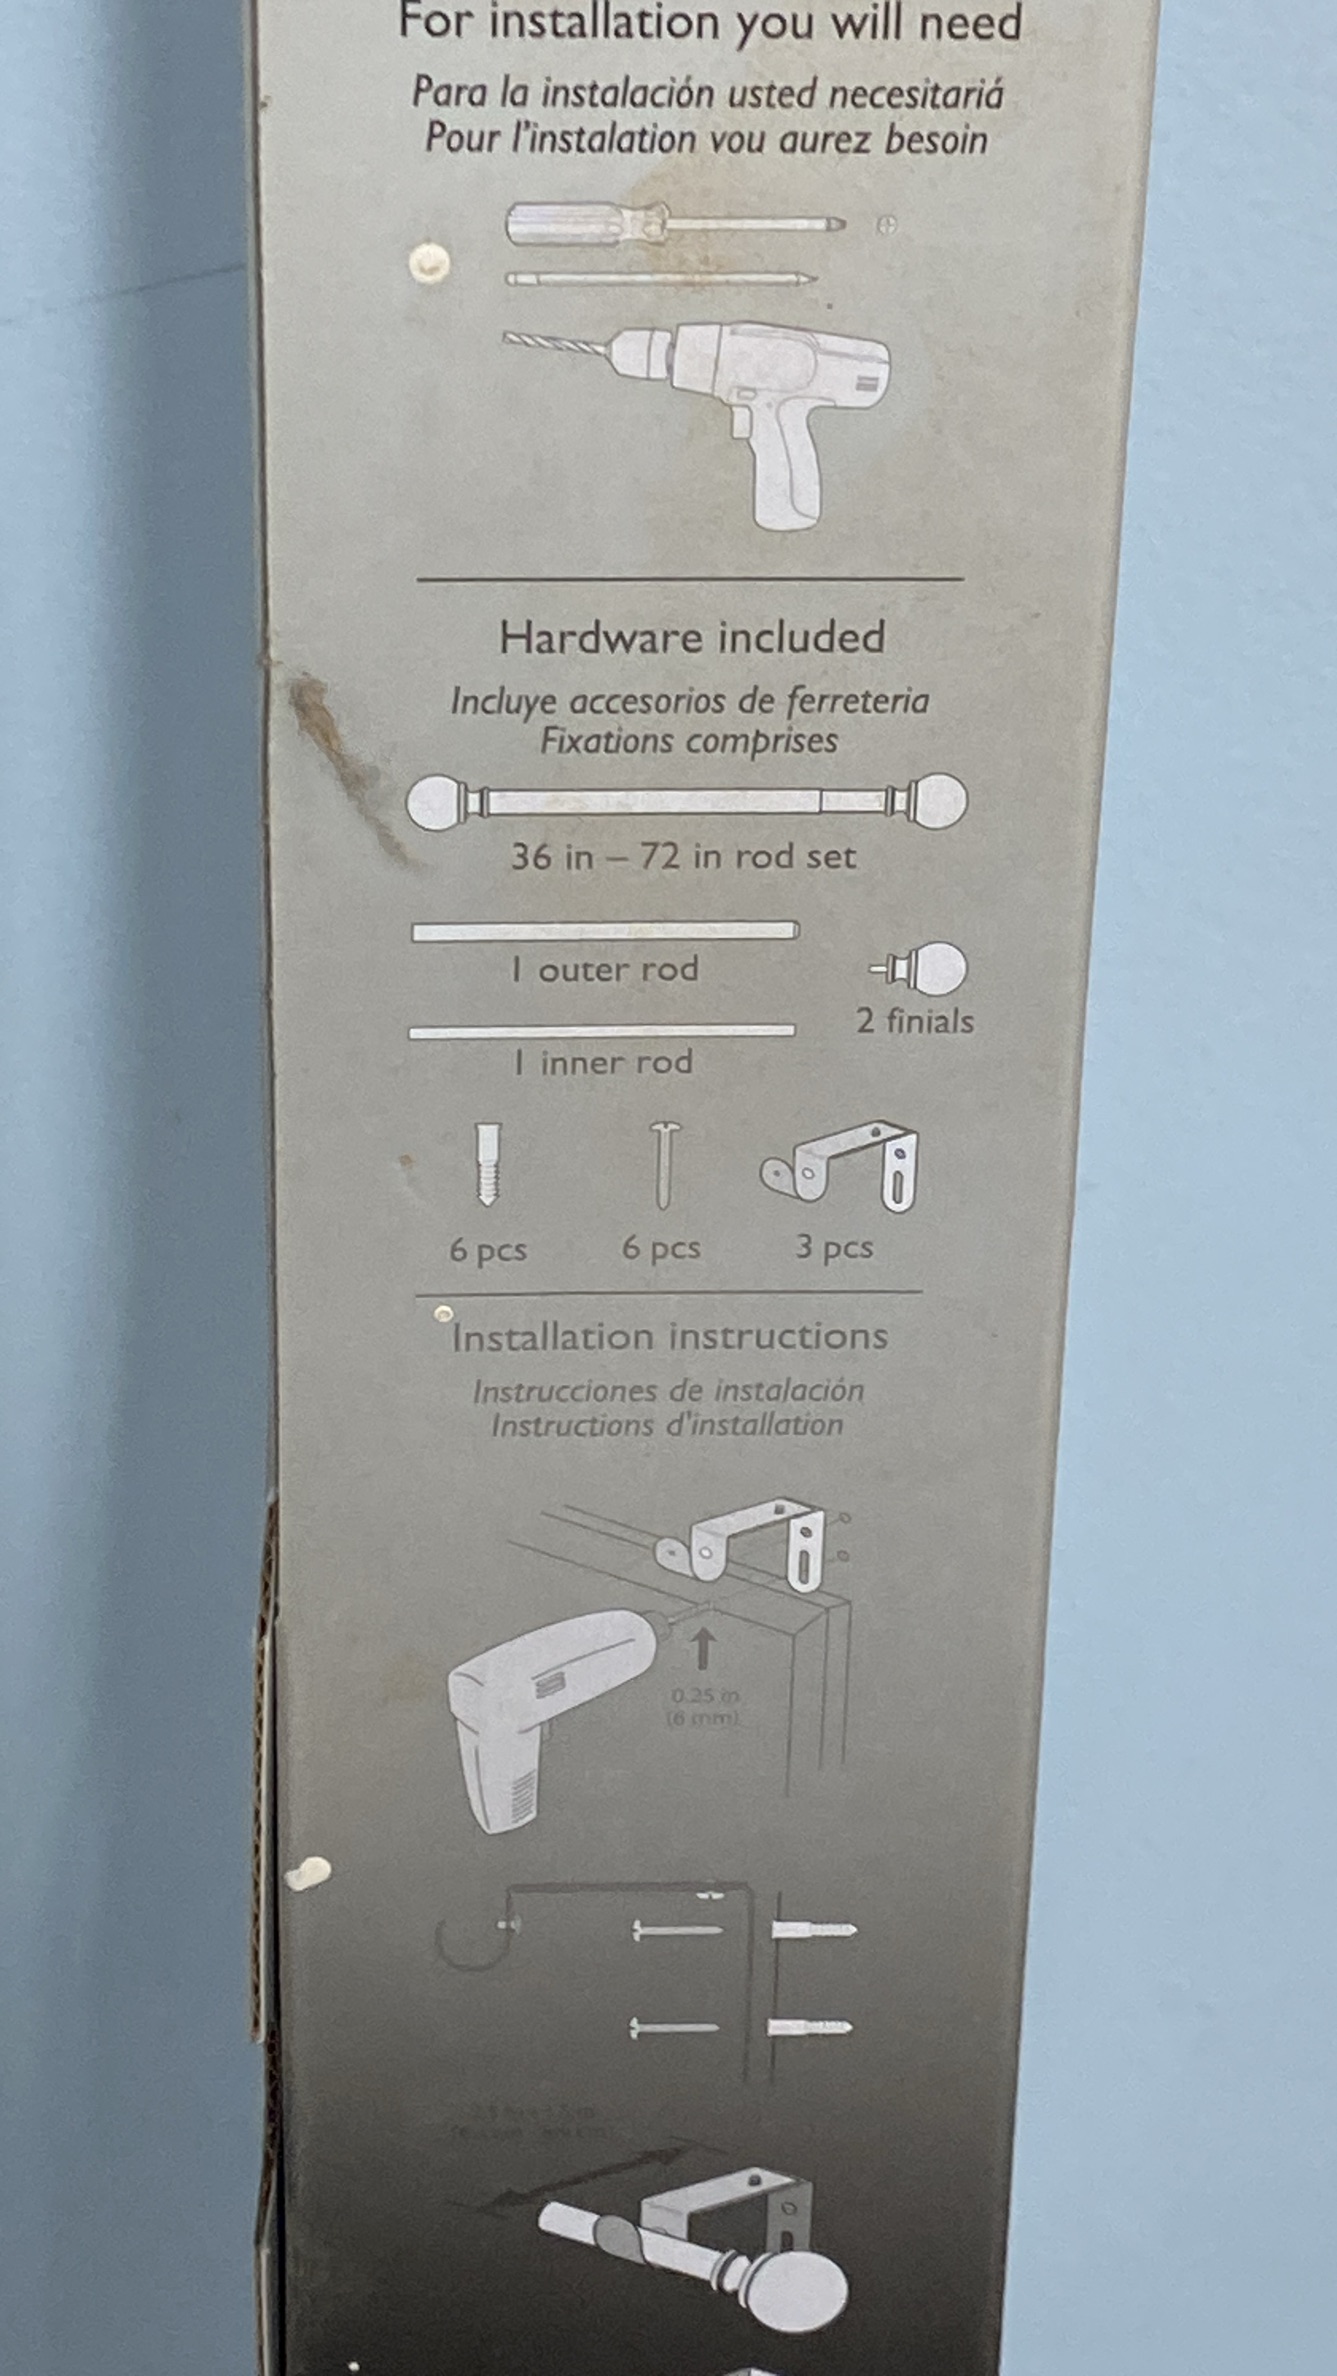 For installation you will need
Para la instalación usted necesitariá
Pour l'instalation vou aurez besoin
Hardware included
Incluye accesorios de ferreteria
Fixations comprises
36 in – 72 in rod set
1 outer rod
2 finials
1 inner rod
6 pcs 6 pcs 3 pcs
Installation instructions
Instrucciones de instalación
Instructions d'installation
0.25 in
(6 mm)